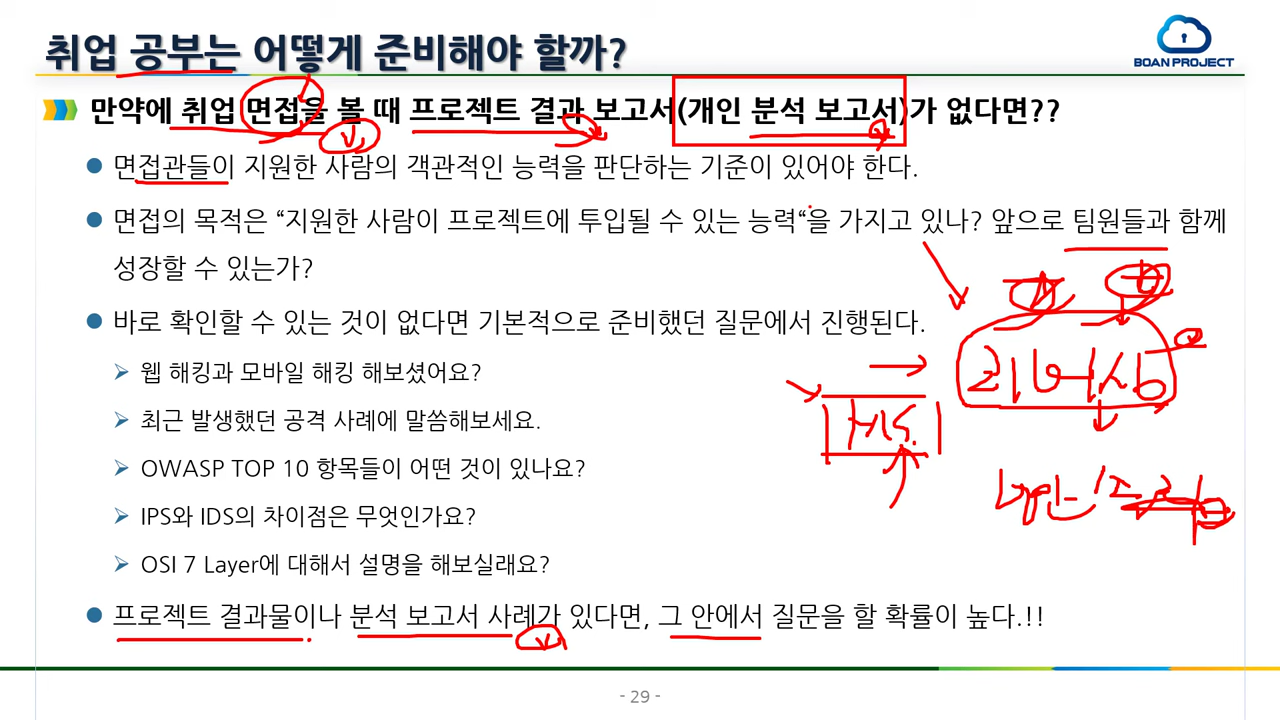 취업 공부는 어떻게 준비해야 할까?
BOAN PROJECT
만약에 취업 면접을 볼 때 프로젝트 결과 보고서(개인 분석 보고서)가 없다면??
면접관들이 지원한 사람의 객관적인 능력을 판단하는 기준이 있어야 한다.
면접의 목적은 “지원한 사람이 프로젝트에 투입될 수 있는 능력“을 가지고 있나? 앞으로 팀원들과 함께
성장할 수 있는가?
바로 확인할 수 있는 것이 없다면 기본적으로 준비했던 질문에서 진행된다.
웹 해킹과 모바일 해킹 해보셨어요?
최근 발생했던 공격 사례에 말씀해보세요.
OWASP TOP 10 항목들이 어떤 것이 있나요?
IPS와 IDS의 차이점은 무엇인가요?
OSI 7 Layer에 대해서 설명을 해보실래요?
프로젝트 결과물이나 분석 보고서 사례가 있다면, 그 안에서 질문을 할 확률이 높다.!!
- 29 -